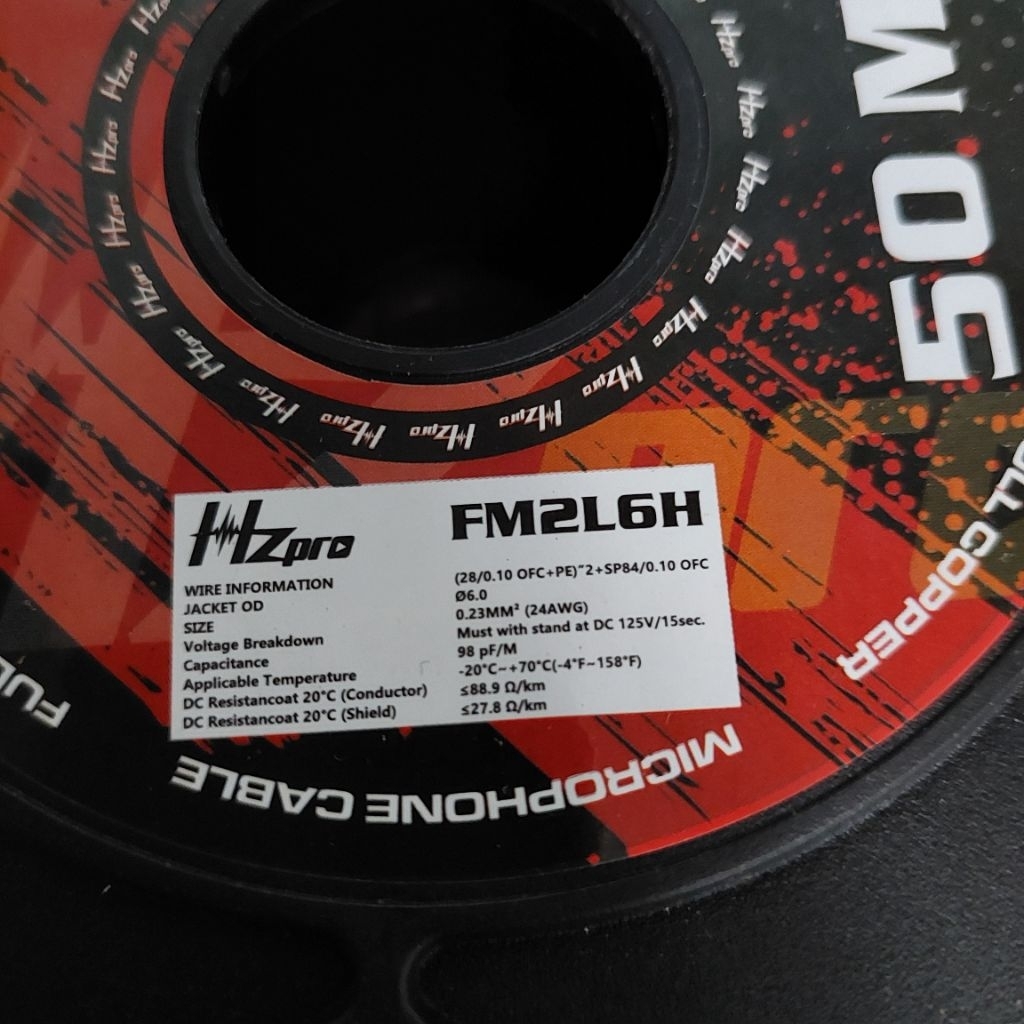 50 M
Hzpro
FM2L6H
WIRE INFORMATION (28/0.10 OFC+PE)"2+SP84/0.10 OFC
JACKET OD Ø6.0
SIZE 0.23MM² (24AWG)
Voltage Breakdown Must with stand at DC 125V/15sec.
Capacitance 98 pF/M
Applicable Temperature -20°C~+70°C(-4°F~158°F)
DC Resistancoat 20°C (Conductor) ≤88.9 Ω/km
DC Resistancoat 20°C (Shield) ≤27.8 Ω/km
MICROPHONE CABLE
COPPER